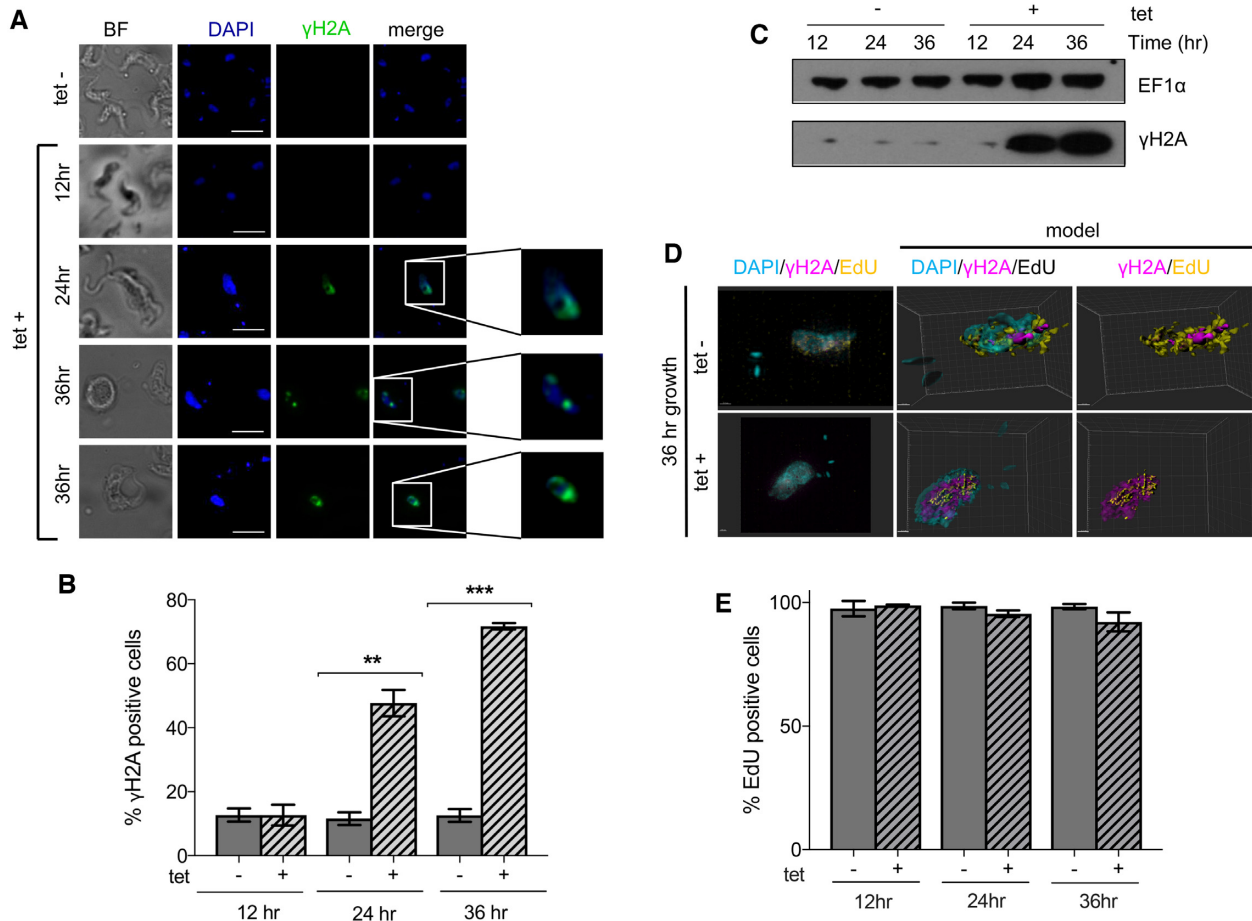 A
BF DAPI γH2A merge
tet -
tet +
12hr
24hr
36hr
36hr
B
% γH2A positive cells
80
60
40
20
0
** 
***
tet - + - + - +
12 hr 24 hr 36 hr
C
- + tet
12 24 36 12 24 36 Time (hr)
EF1α
γH2A
D
model
DAPI/γH2A/EdU DAPI/γH2A/EdU γH2A/EdU
36 hr growth
tet -
tet +
E
% EdU positive cells
100
50
0
tet - + - + - +
12hr 24hr 36hr